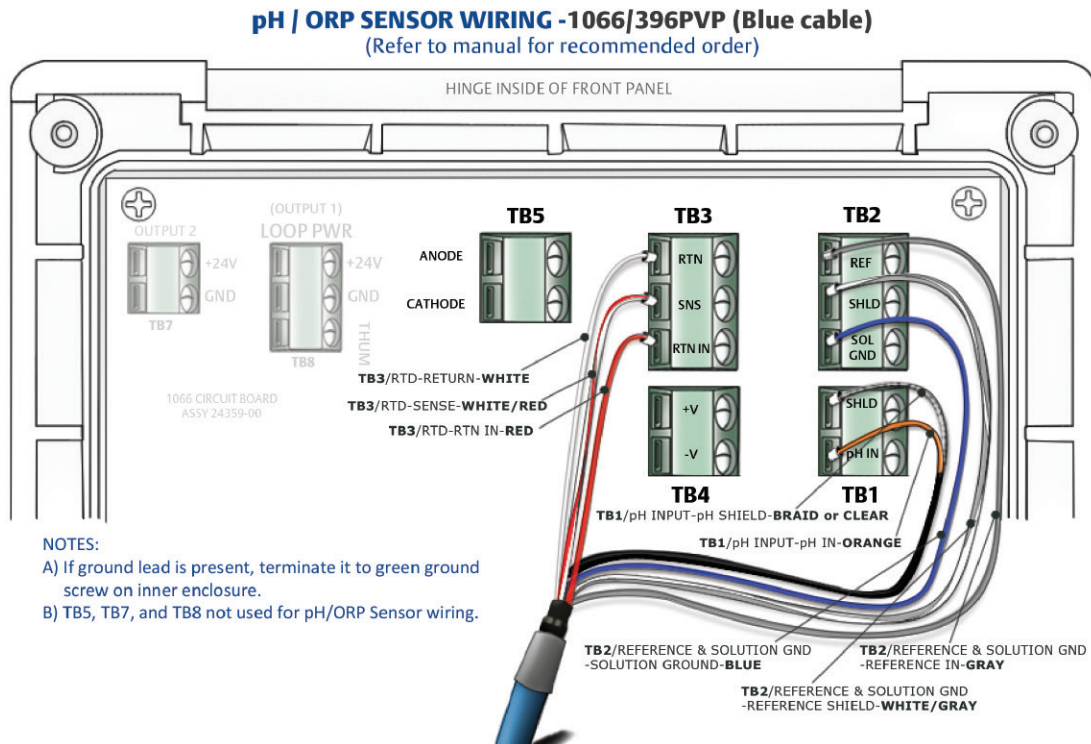 pH / ORP SENSOR WIRING -1066/396PVP (Blue cable)
(Refer to manual for recommended order)
HINGE INSIDE OF FRONT PANEL
OUTPUT 2
+24V
GND
TB7
(OUTPUT 1)
LOOP PWR
+24V
GND
THUM
TB8
1066 CIRCUIT BOARD
ASSY 24359-00
TB5
ANODE
CATHODE
TB3
RTN
SNS
RTN IN
TB2
REF
SHLD
SOL
GND
TB3/RTD-RETURN-WHITE
TB3/RTD-SENSE-WHITE/RED
TB3/RTD-RTN IN-RED
+V
-V
TB4
SHLD
pH IN
TB1
TB1/pH INPUT-pH SHIELD-BRAID or CLEAR
TB1/pH INPUT-pH IN-ORANGE
NOTES:
A) If ground lead is present, terminate it to green ground
screw on inner enclosure.
B) TB5, TB7, and TB8 not used for pH/ORP Sensor wiring.
TB2/REFERENCE & SOLUTION GND
-SOLUTION GROUND-BLUE
TB2/REFERENCE & SOLUTION GND
-REFERENCE IN-GRAY
TB2/REFERENCE & SOLUTION GND
-REFERENCE SHIELD-WHITE/GRAY